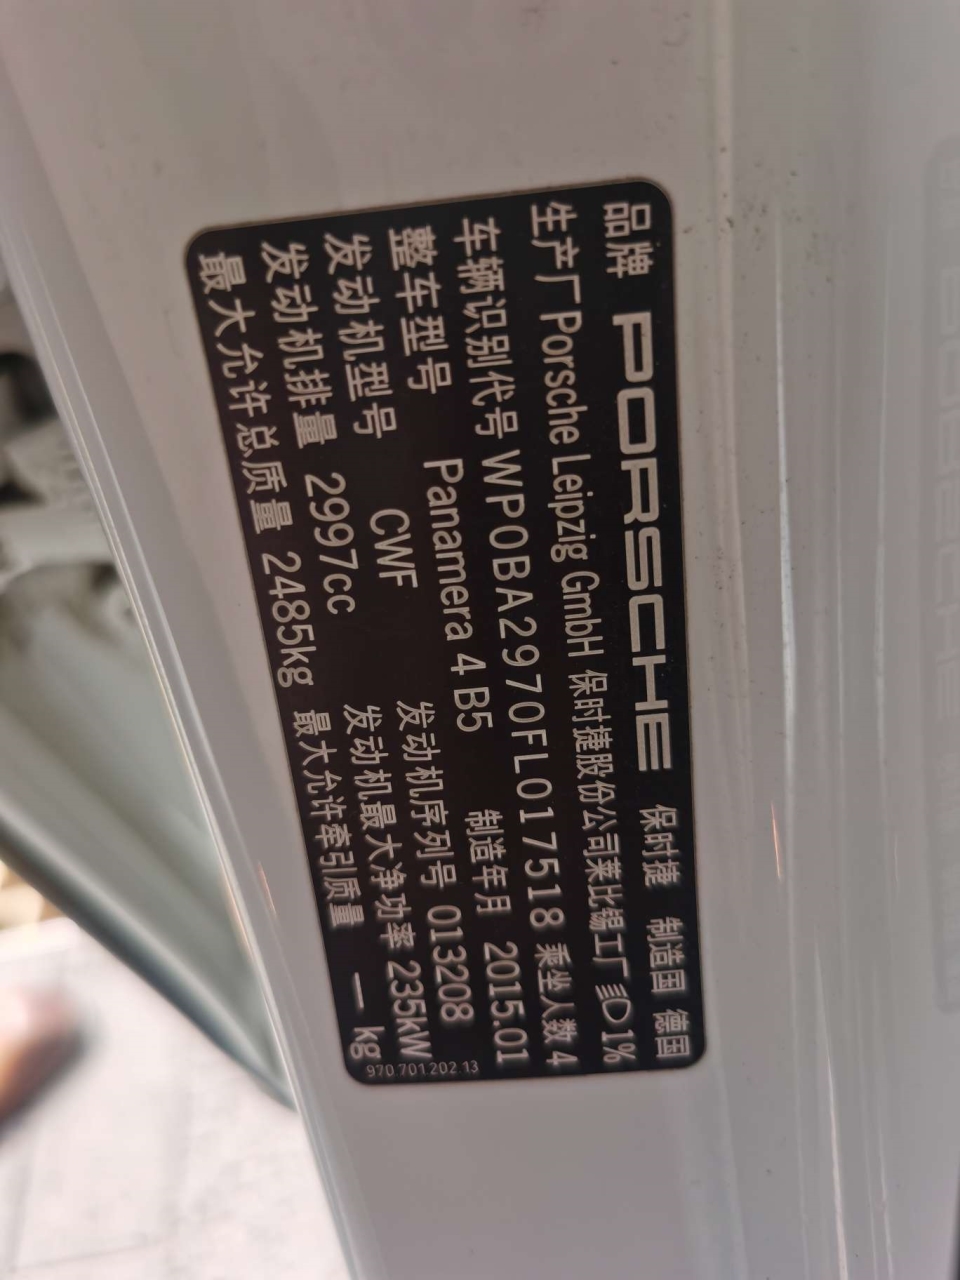 品牌 PORSCHE 保时捷 制造国 德国
生产厂 Porsche Leipzig GmbH 保时捷股份公司莱比锡工厂 1%
车辆识别代号 WP0BA2970FL017518 乘坐人数 4
整车型号 Panamera 4 B5 制造年月 2015.01
发动机型号 CWF 发动机序列号 013208
发动机排量 2997cc 发动机最大净功率 235kW
最大允许总质量 2485kg 最大允许牵引质量 — kg
970 701 202 13